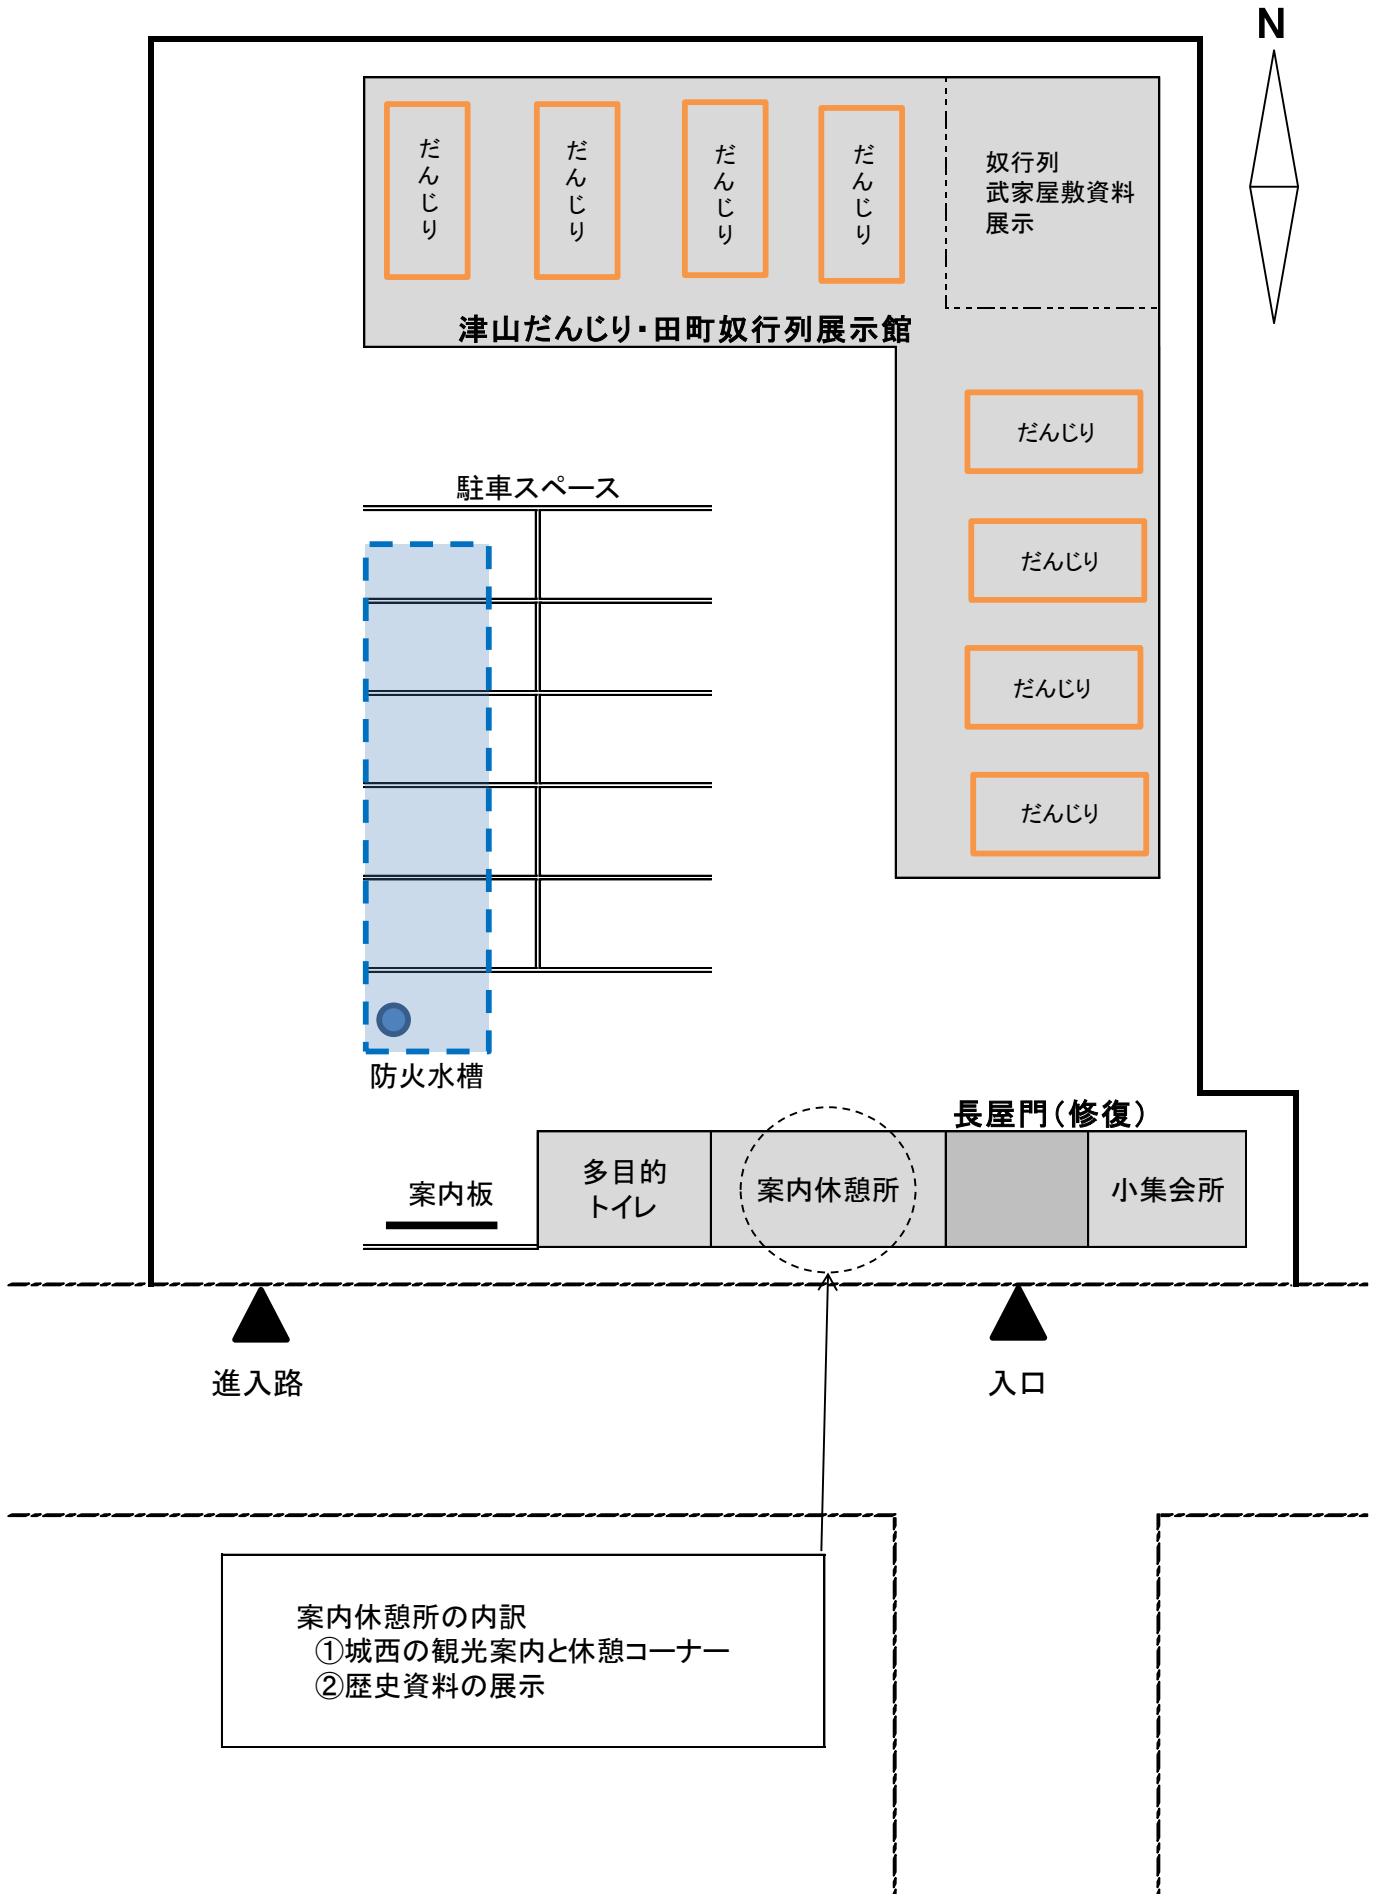 N
だんじり
だんじり
だんじり
だんじり
奴行列
武家屋敷資料
展示
津山だんじり・田町奴行列展示館
だんじり
駐車スペース
だんじり
だんじり
だんじり
防火水槽
長屋門（修復）
多目的
トイレ
案内休憩所
小集会所
案内板
進入路
入口
案内休憩所の内訳
①城西の観光案内と休憩コーナー
②歴史資料の展示